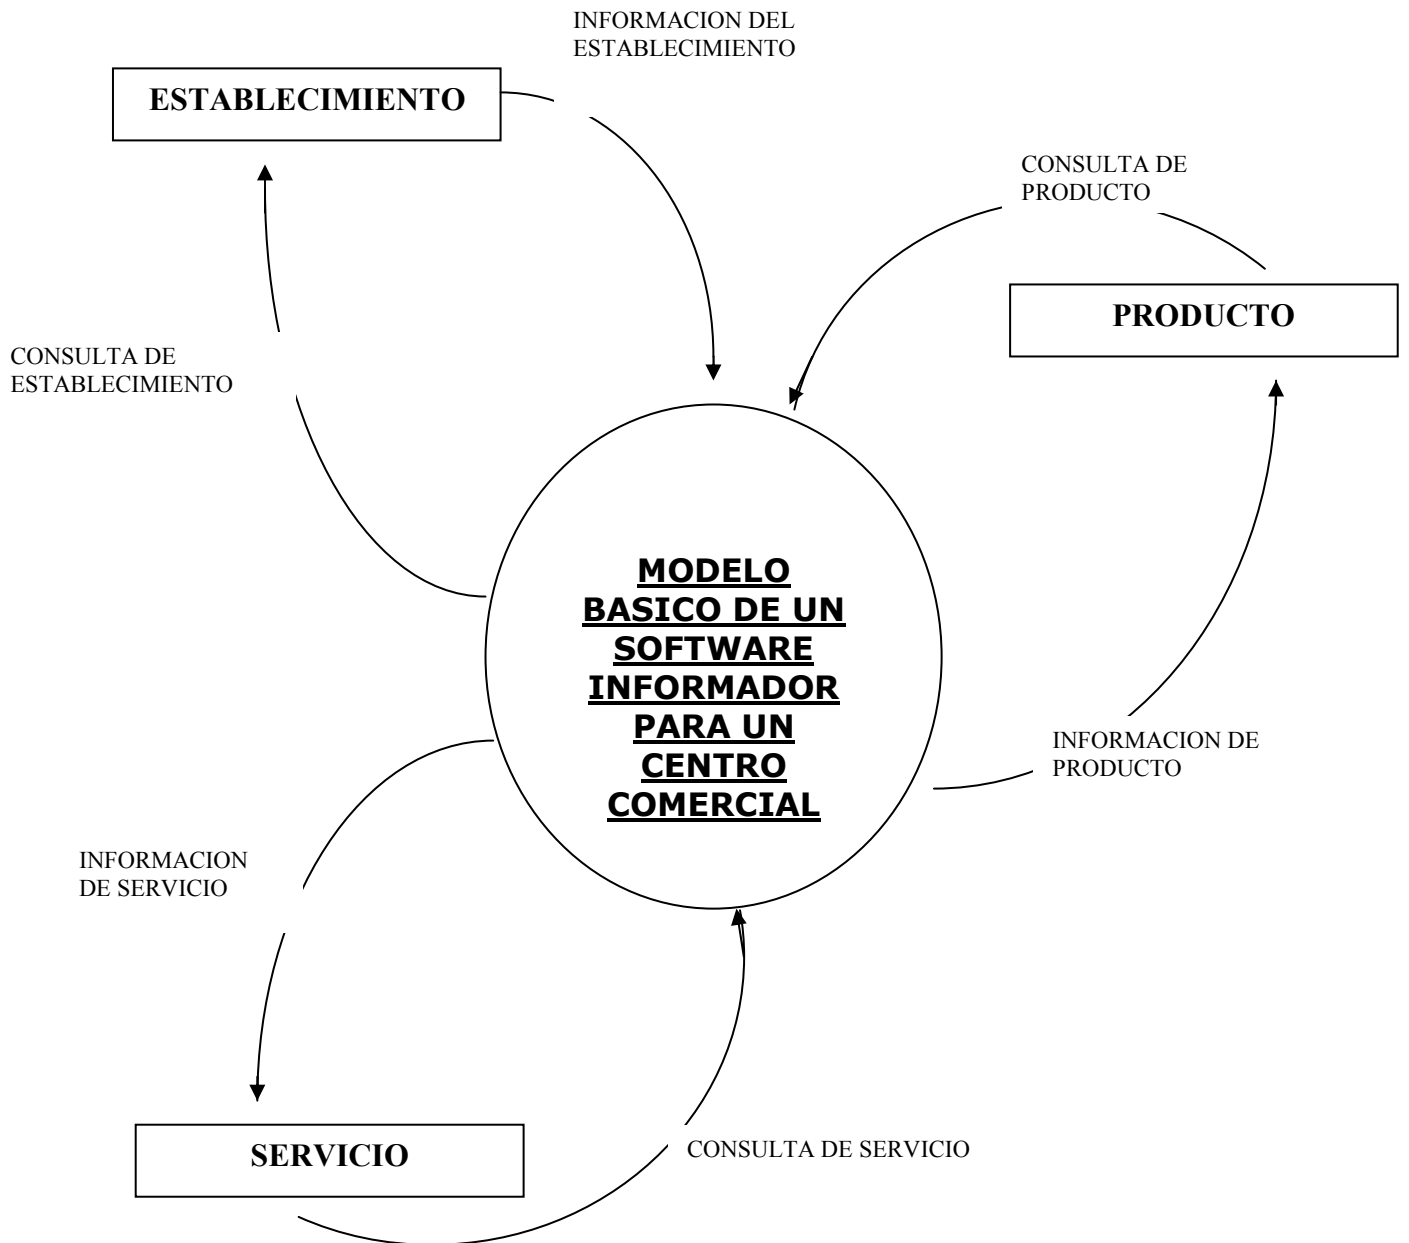 INFORMACION DEL
ESTABLECIMIENTO
ESTABLECIMIENTO
CONSULTA DE
PRODUCTO
PRODUCTO
CONSULTA DE
ESTABLECIMIENTO
MODELO
BASICO DE UN
SOFTWARE
INFORMADOR
PARA UN
CENTRO
COMERCIAL
INFORMACION DE
PRODUCTO
INFORMACION
DE SERVICIO
SERVICIO
CONSULTA DE SERVICIO